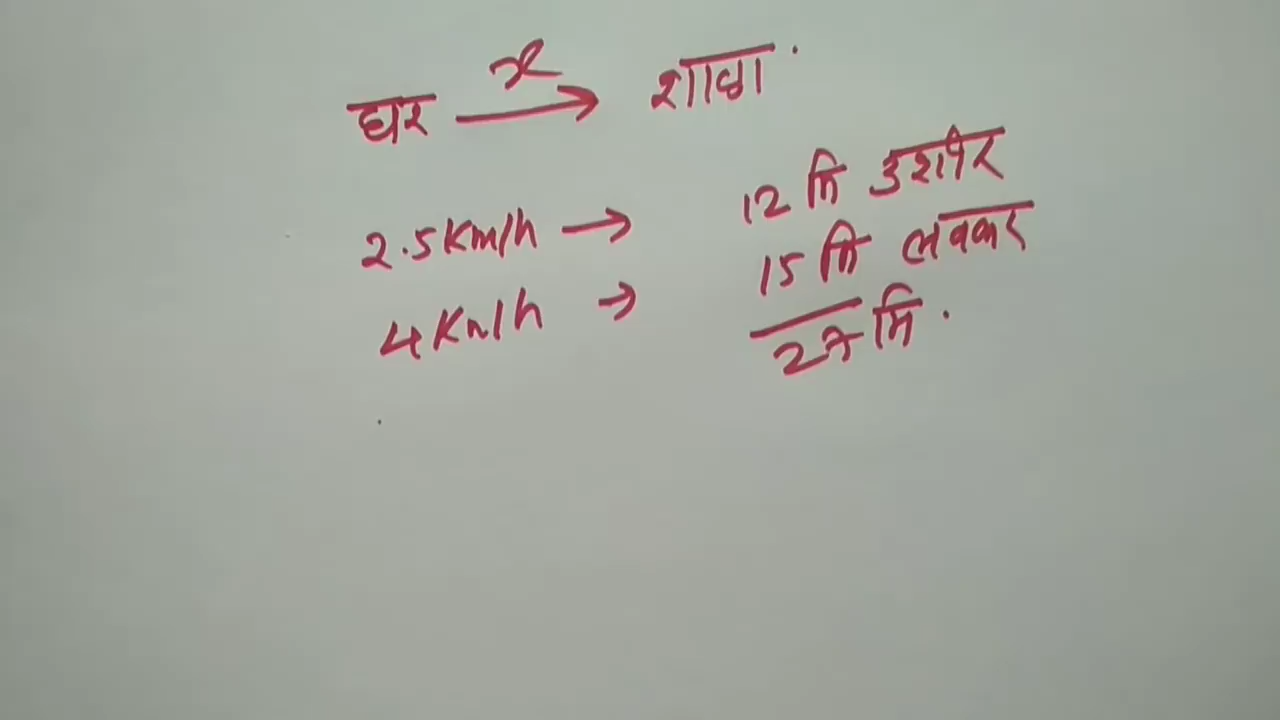 घर x → शाळा.
2.5 Km/h → 12 मि उशीर
4 Km/h → 15 मि लवकर
27 मि.